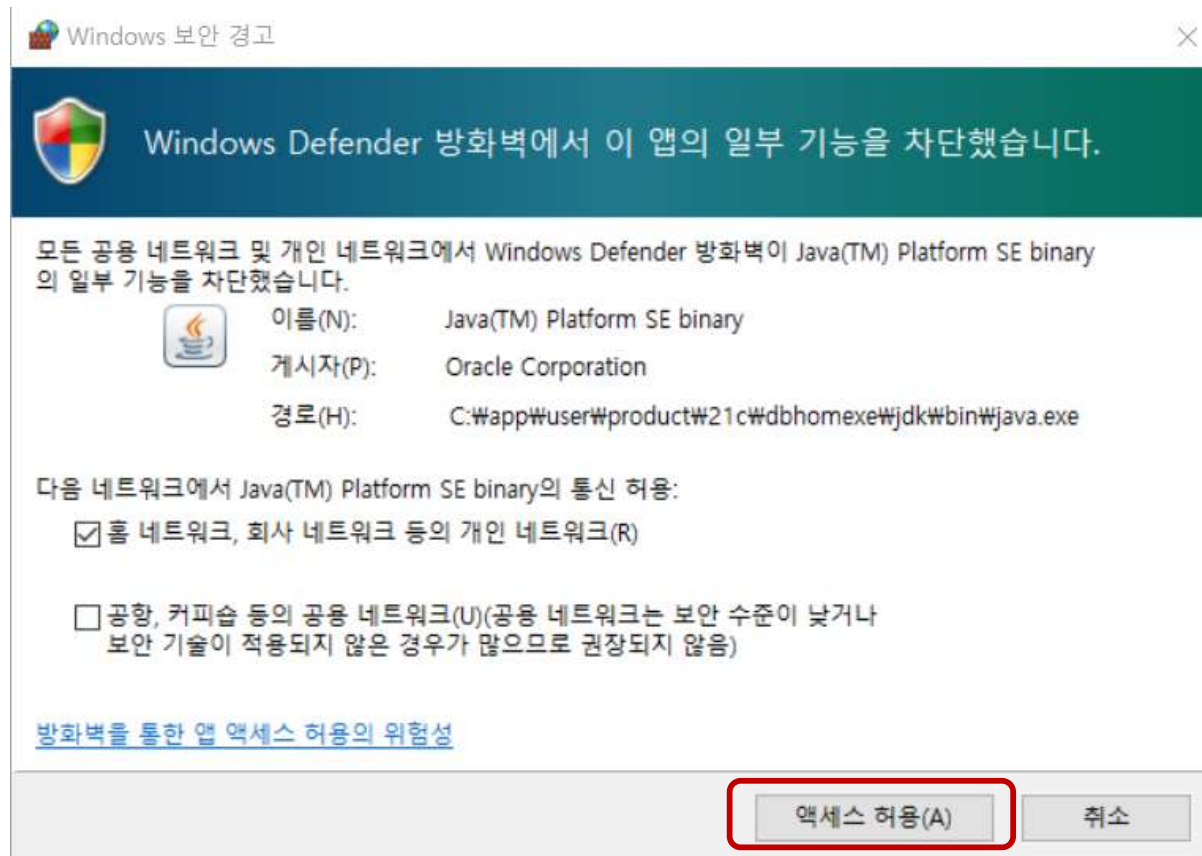 Windows 보안 경고
Windows Defender 방화벽에서 이 앱의 일부 기능을 차단했습니다.
모든 공용 네트워크 및 개인 네트워크에서 Windows Defender 방화벽이 Java(TM) Platform SE binary
의 일부 기능을 차단했습니다.
이름(N): Java(TM) Platform SE binary
게시자(P): Oracle Corporation
경로(H): C:₩app₩user₩product₩21c₩dbhomexe₩jdk₩bin₩java.exe
다음 네트워크에서 Java(TM) Platform SE binary의 통신 허용:
홈 네트워크, 회사 네트워크 등의 개인 네트워크(R)
공항, 커피숍 등의 공용 네트워크(U)(공용 네트워크는 보안 수준이 낮거나
보안 기술이 적용되지 않은 경우가 많으므로 권장되지 않음)
방화벽을 통한 앱 액세스 허용의 위험성
액세스 허용(A) 취소